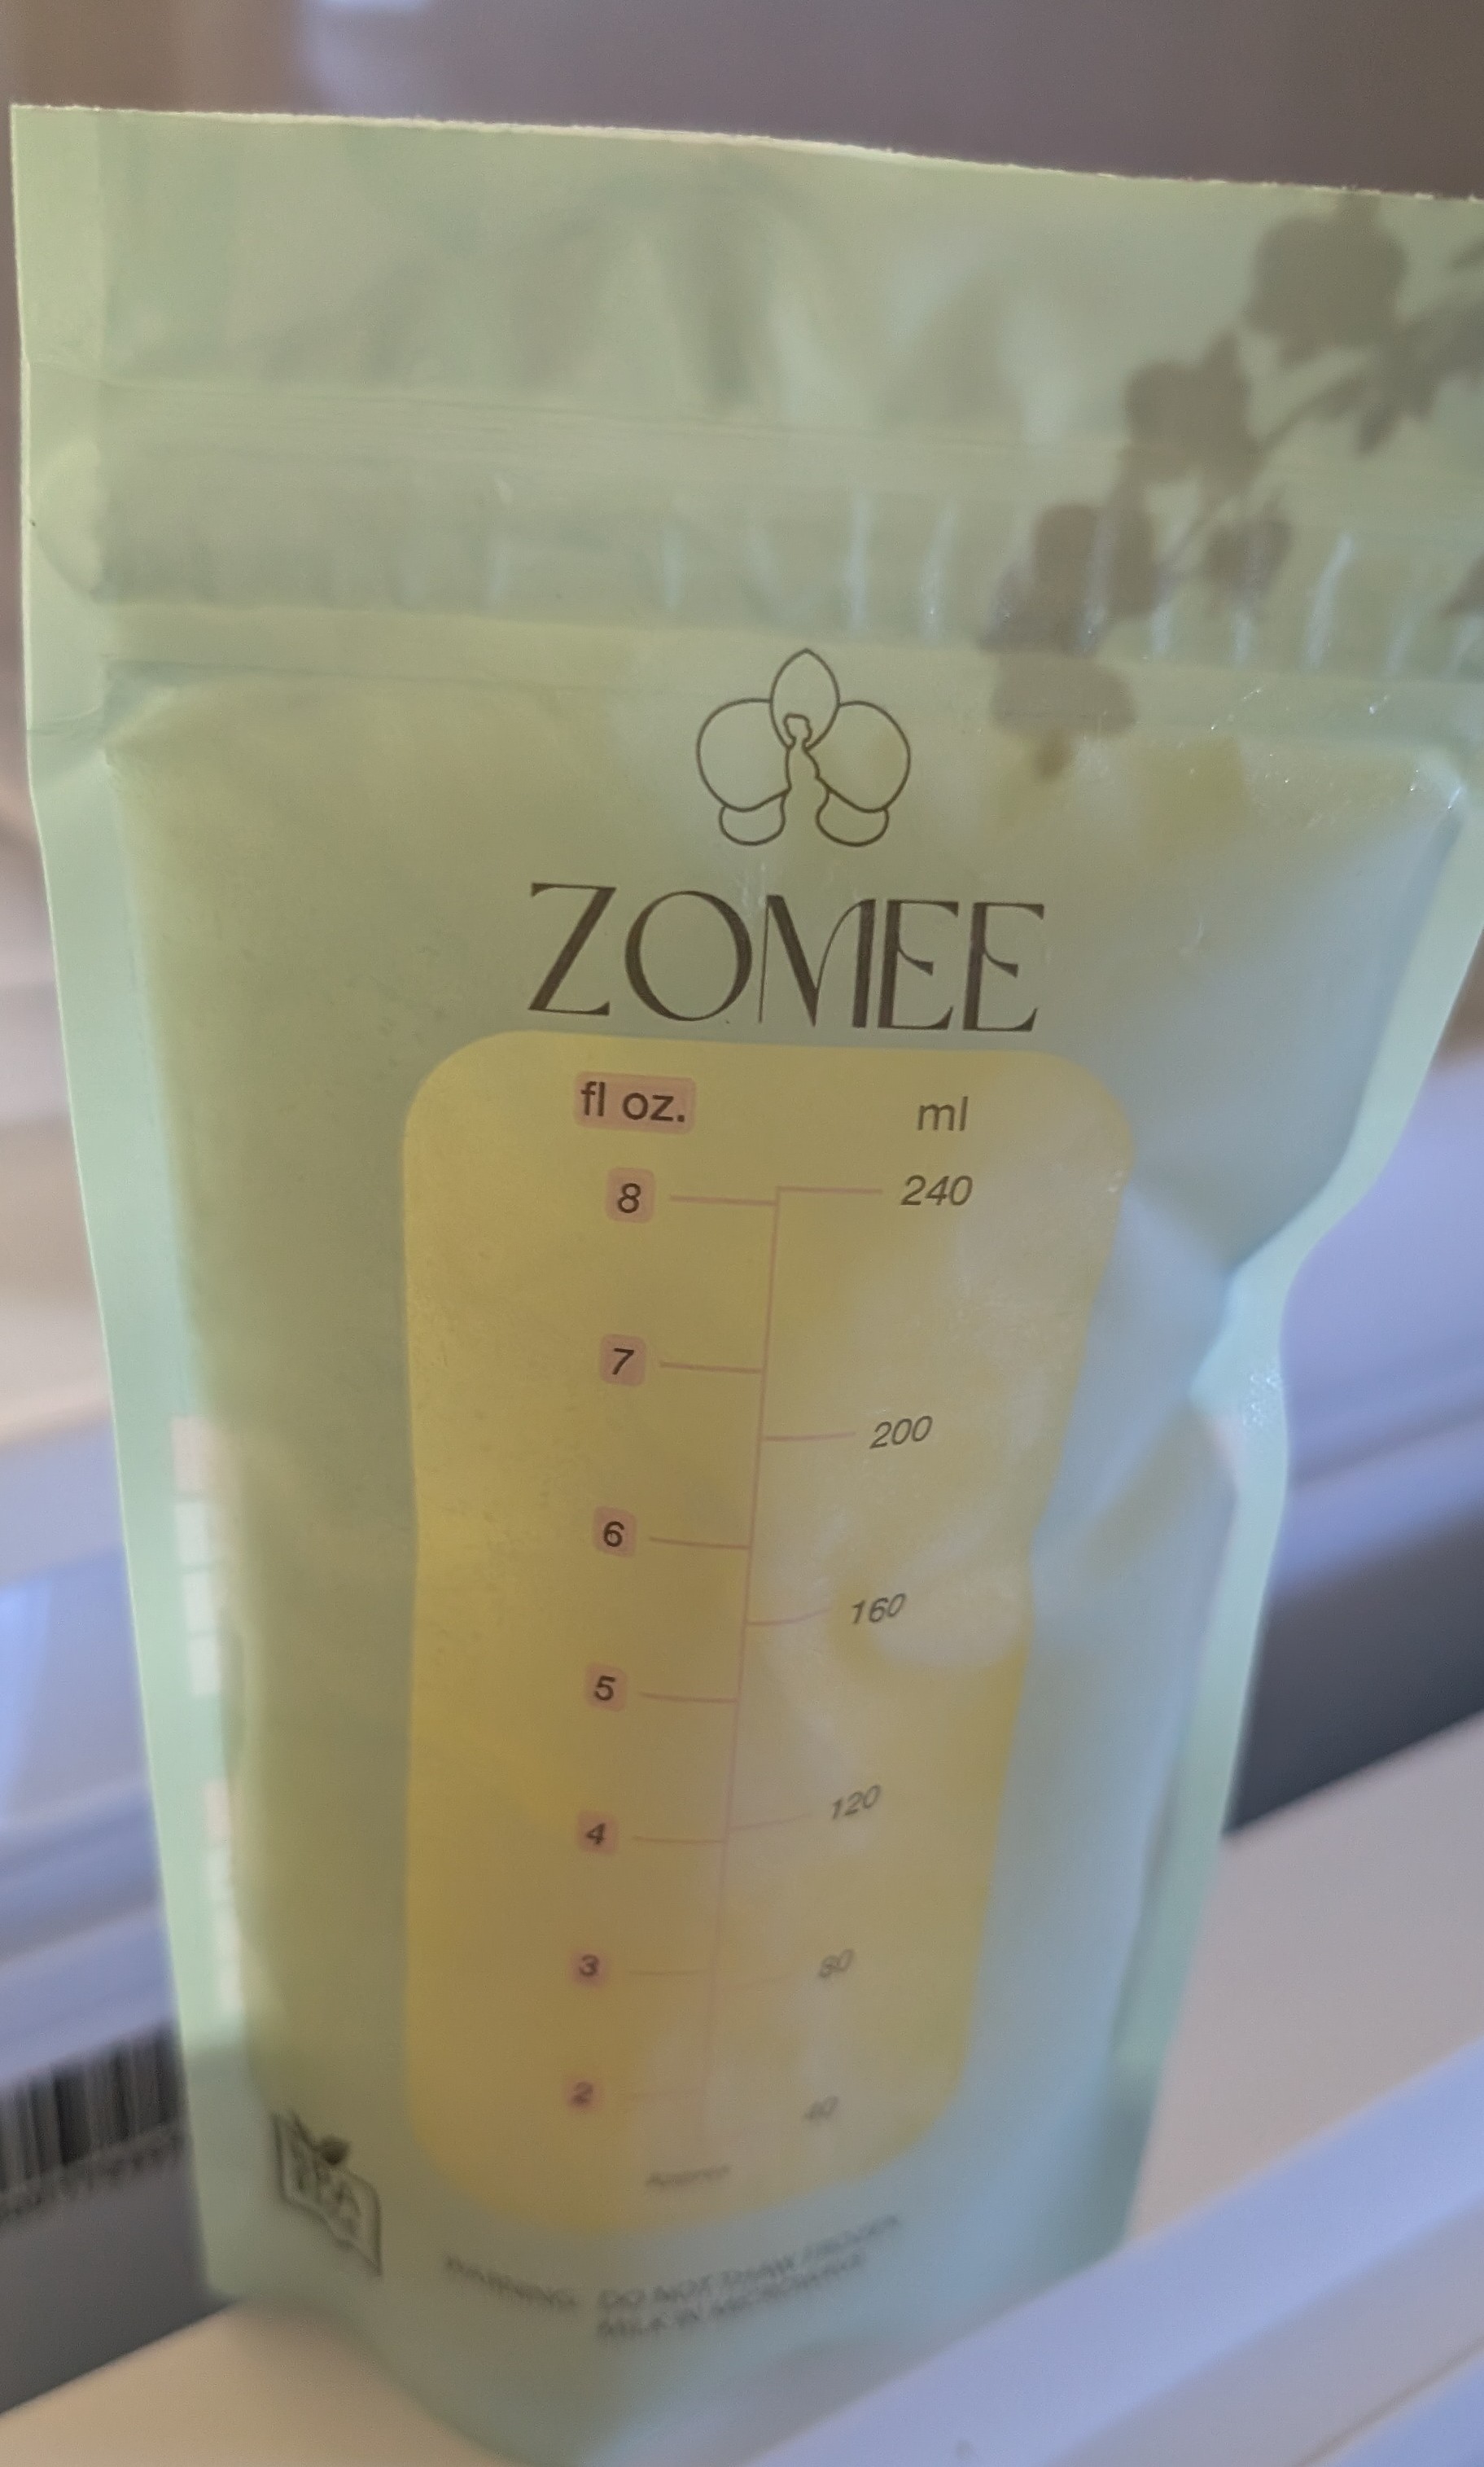 ZOMEE
fl oz. ml
8 240
7
200
6
160
5
4 120
3 80
2 40
Approx
WARNING: DO NOT THAW FROZEN
MILK IN MICROWAVE